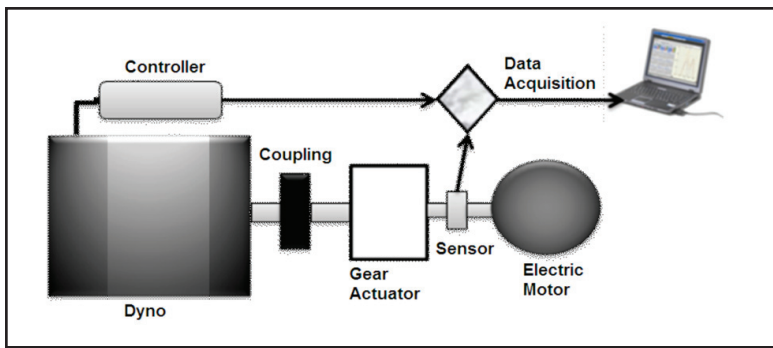 Controller
Data
Acquisition
Coupling
Sensor
Gear
Actuator
Electric
Motor
Dyno